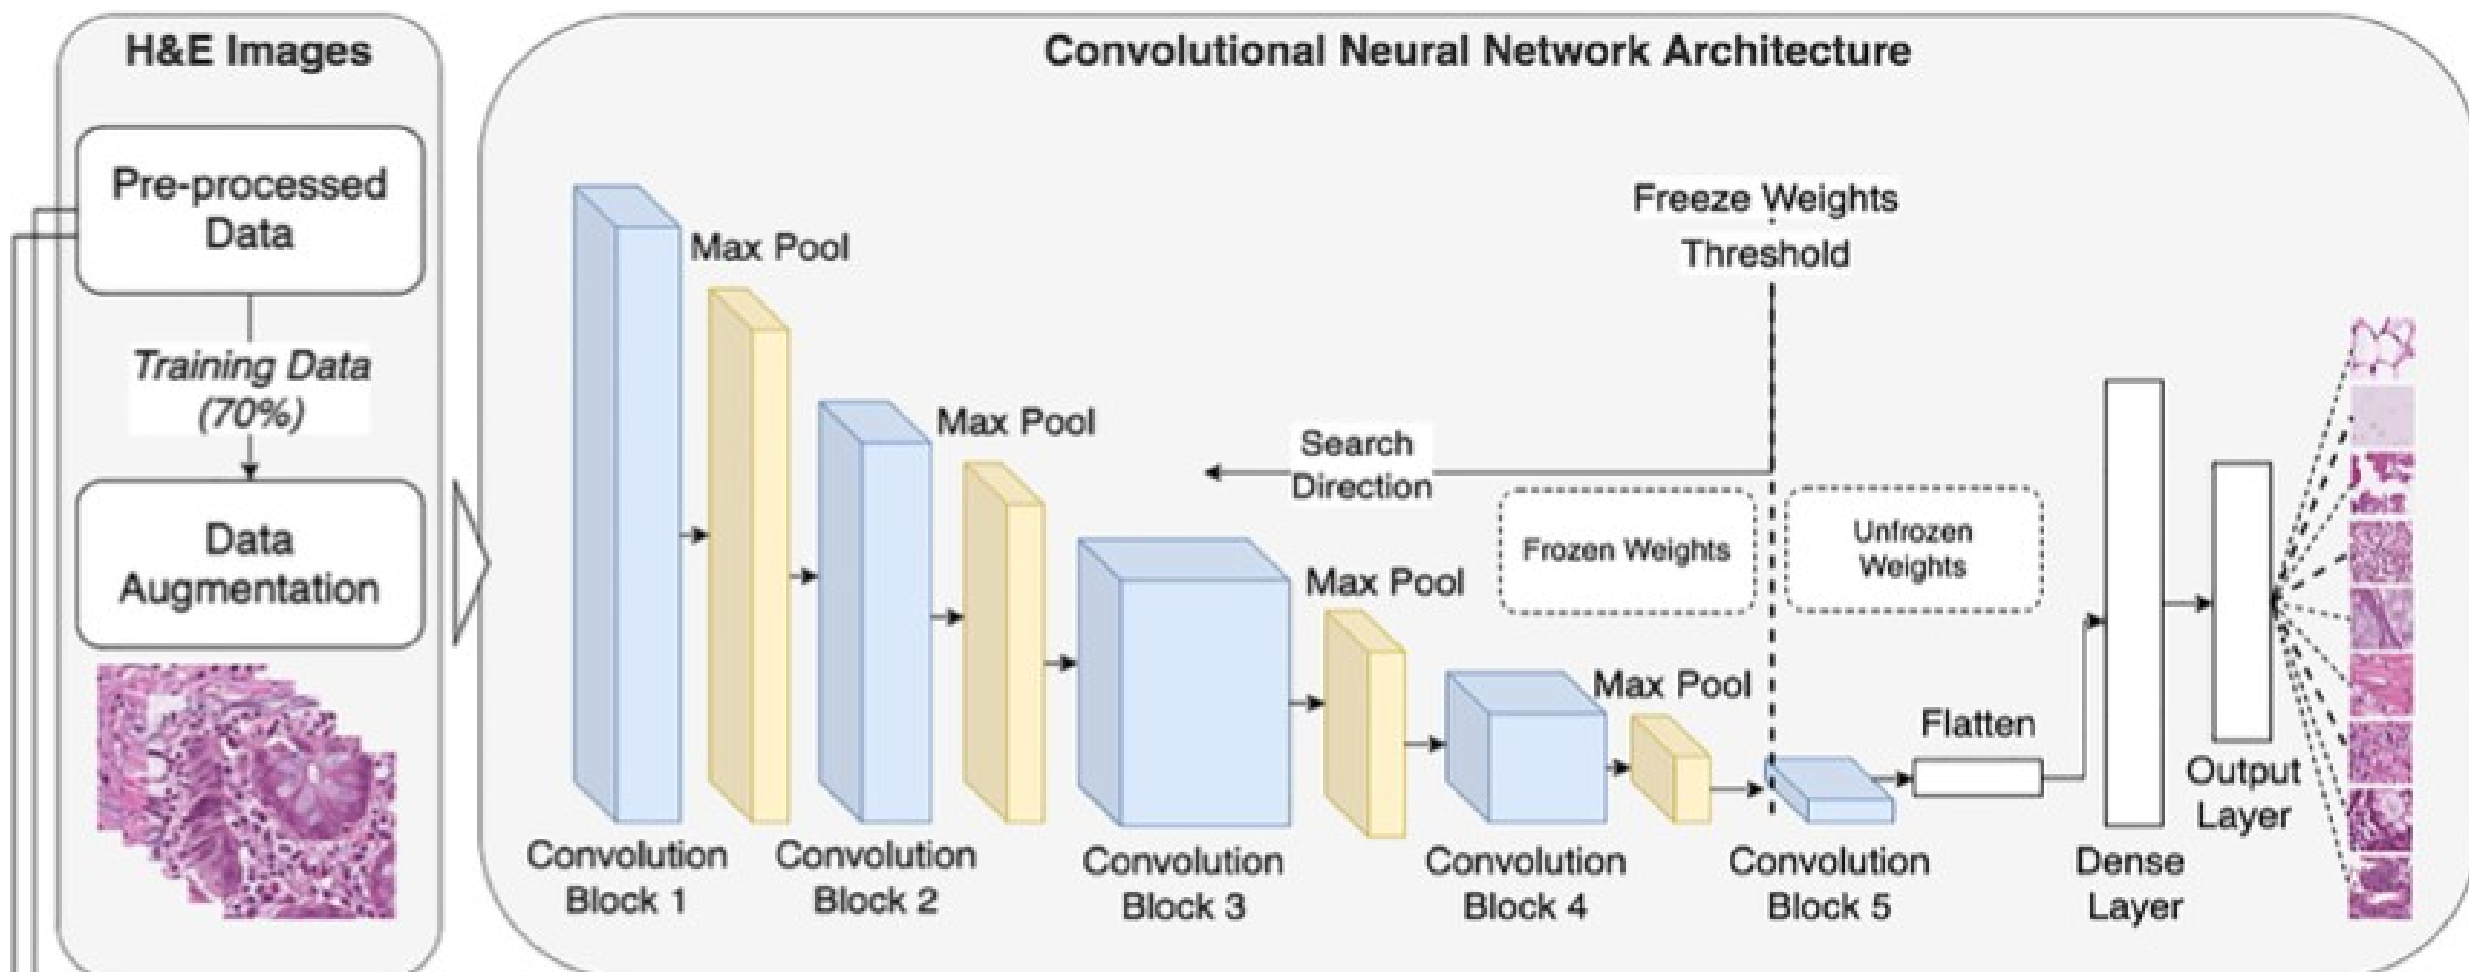 H&E Images
Pre-processed
Data
Training Data
(70%)
Data
Augmentation
Convolutional Neural Network Architecture
Freeze Weights
Threshold
Max Pool
Max Pool
Search
Direction
Frozen Weights
Unfrozen
Weights
Max Pool
Max Pool
Flatten
Output
Layer
Convolution
Block 1
Convolution
Block 2
Convolution
Block 3
Convolution
Block 4
Convolution
Block 5
Dense
Layer